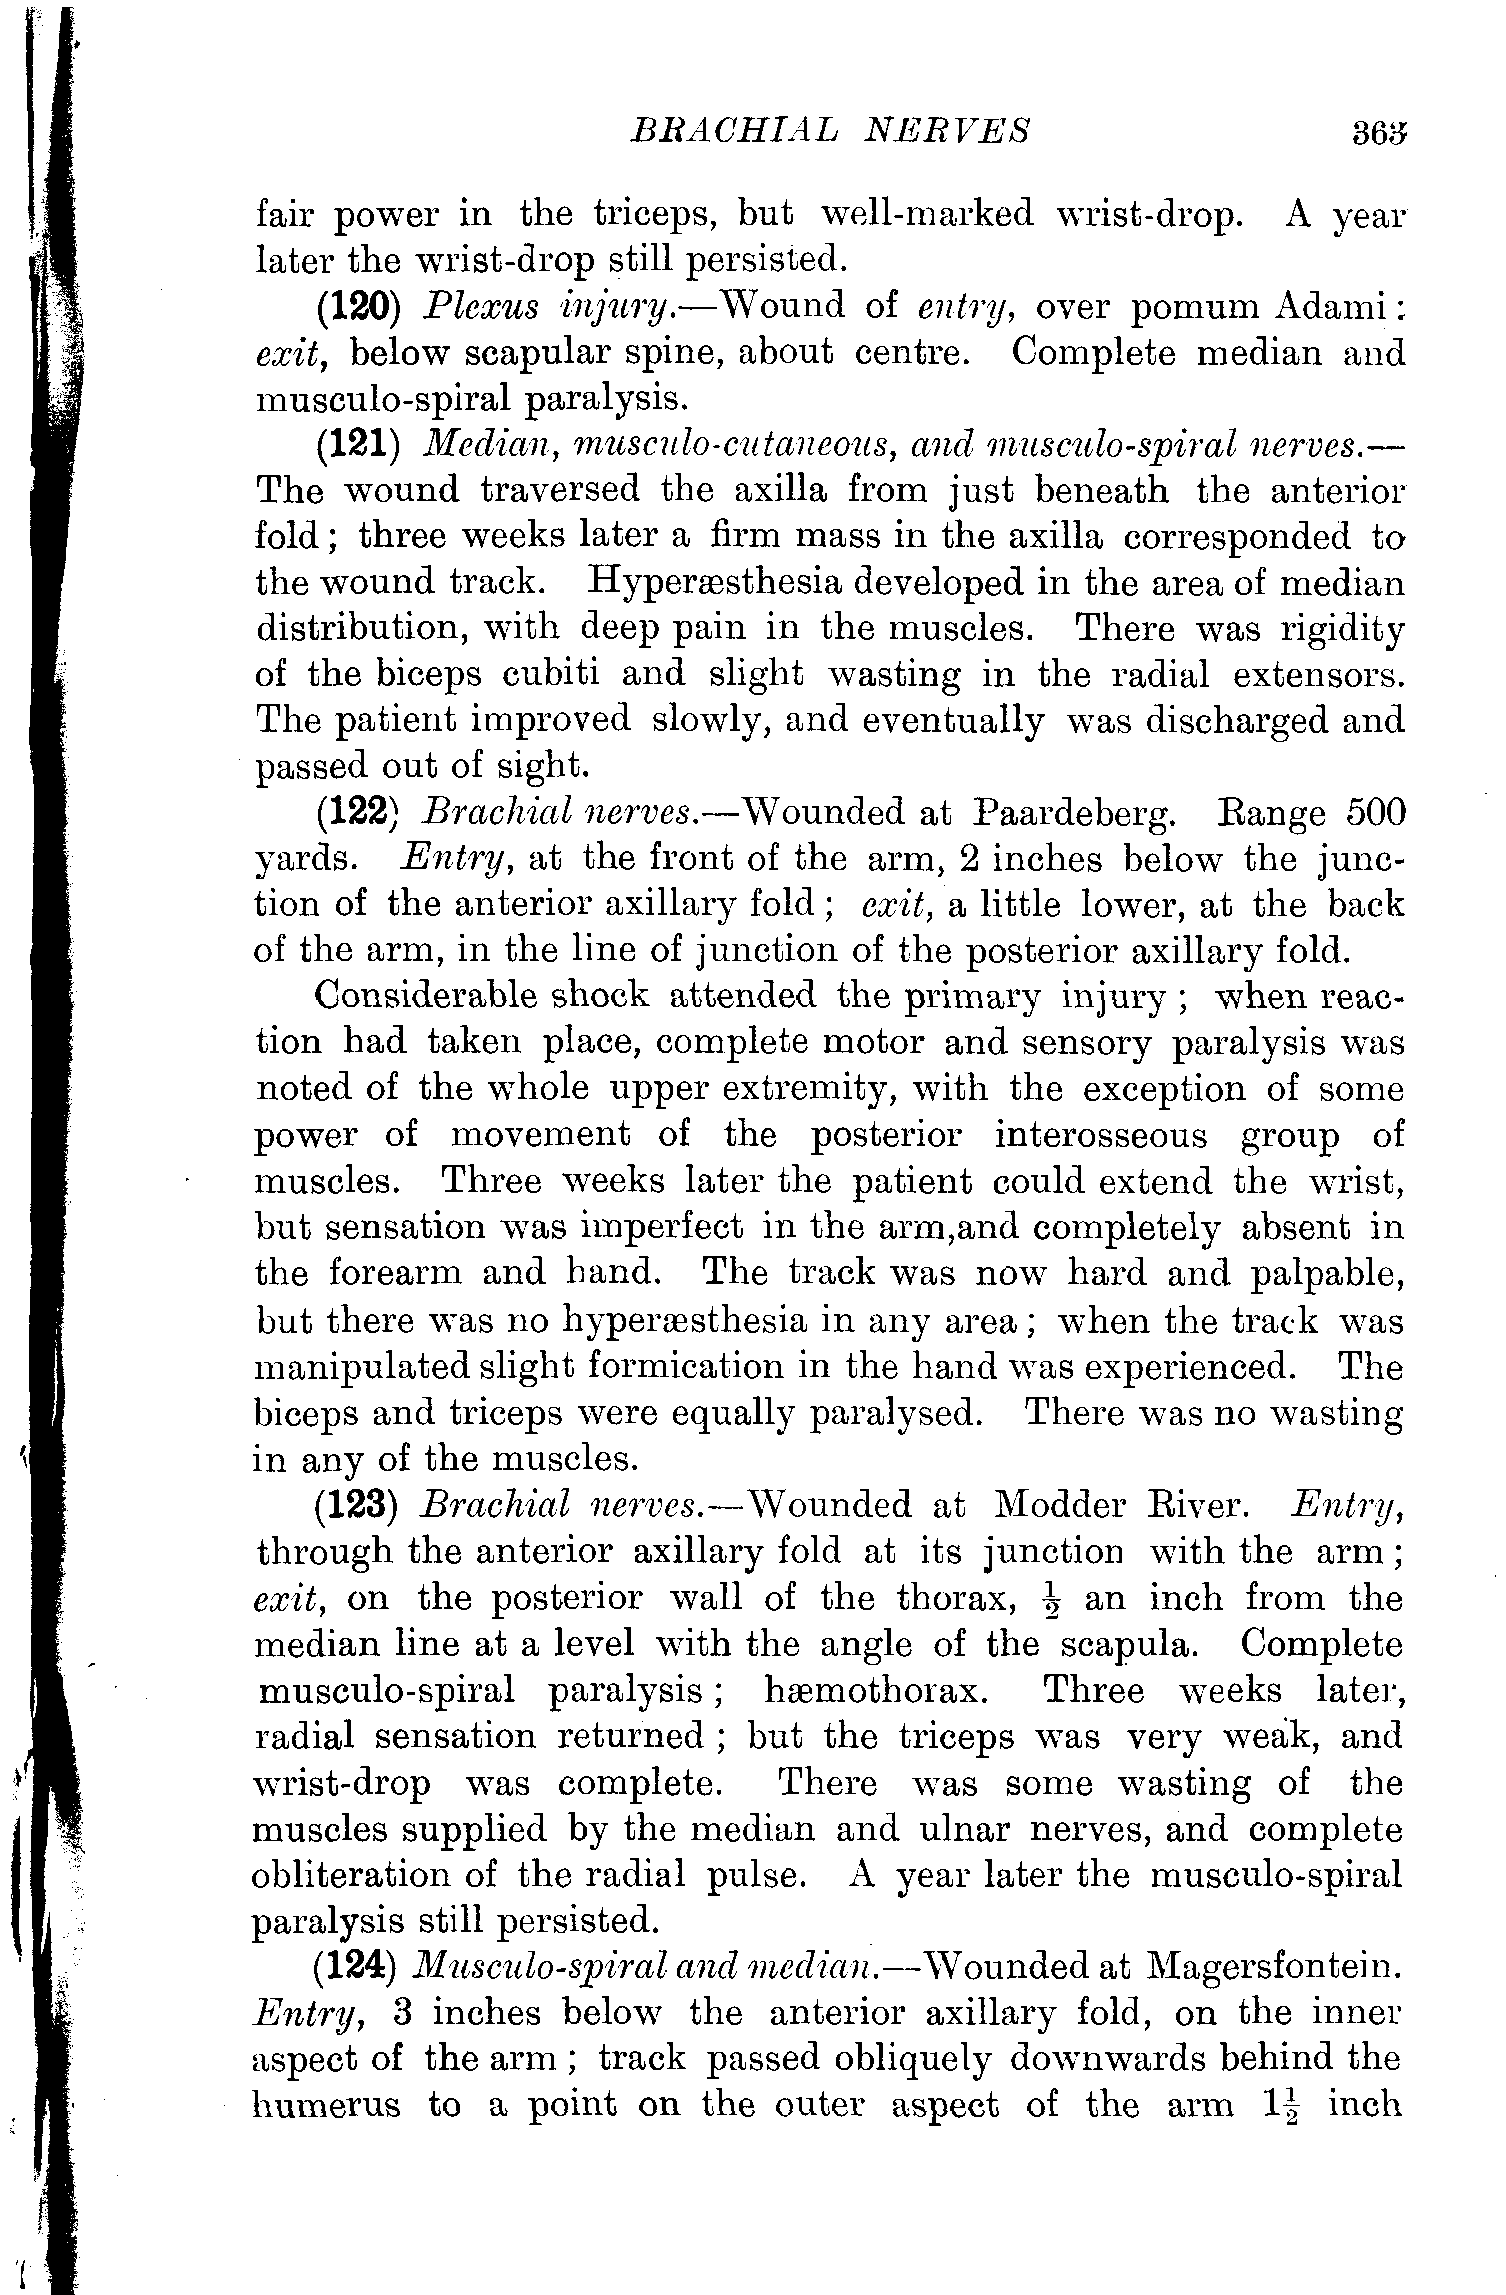 BRACHIAL NERVES 363
fair power in the triceps, but well-marked wrist-drop. A year
later the wrist-drop still persisted.
(120) Plexus injury.—Wound of entry, over pomum Adami:
exit, below scapular spine, about centre. Complete median and
musculo-spiral paralysis.
(121) Median, musculo-cutaneous, and musculo-spiral nerves.—
The wound traversed the axilla from just beneath the anterior
fold; three weeks later a firm mass in the axilla corresponded to
the wound track. Hyperæsthesia developed in the area of median
distribution, with deep pain in the muscles. There was rigidity
of the biceps cubiti and slight wasting in the radial extensors.
The patient improved slowly, and eventually was discharged and
passed out of sight.
(122) Brachial nerves.—Wounded at Paardeberg. Range 500
yards. Entry, at the front of the arm, 2 inches below the junc-
tion of the anterior axillary fold; exit, a little lower, at the back
of the arm, in the line of junction of the posterior axillary fold.
Considerable shock attended the primary injury; when reac-
tion had taken place, complete motor and sensory paralysis was
noted of the whole upper extremity, with the exception of some
power of movement of the posterior interosseous group of
muscles. Three weeks later the patient could extend the wrist,
but sensation was imperfect in the arm,and completely absent in
the forearm and hand. The track was now hard and palpable,
but there was no hyperæsthesia in any area; when the track was
manipulated slight formication in the hand was experienced. The
biceps and triceps were equally paralysed. There was no wasting
in any of the muscles.
(123) Brachial nerves.—Wounded at Modder River. Entry,
through the anterior axillary fold at its junction with the arm;
exit, on the posterior wall of the thorax, ½ an inch from the
median line at a level with the angle of the scapula. Complete
musculo-spiral paralysis; hæmothorax. Three weeks later,
radial sensation returned; but the triceps was very weak, and
wrist-drop was complete. There was some wasting of the
muscles supplied by the median and ulnar nerves, and complete
obliteration of the radial pulse. A year later the musculo-spiral
paralysis still persisted.
(124) Musculo-spiral and median.—Wounded at Magersfontein.
Entry, 3 inches below the anterior axillary fold, on the inner
aspect of the arm; track passed obliquely downwards behind the
humerus to a point on the outer aspect of the arm 1½ inch